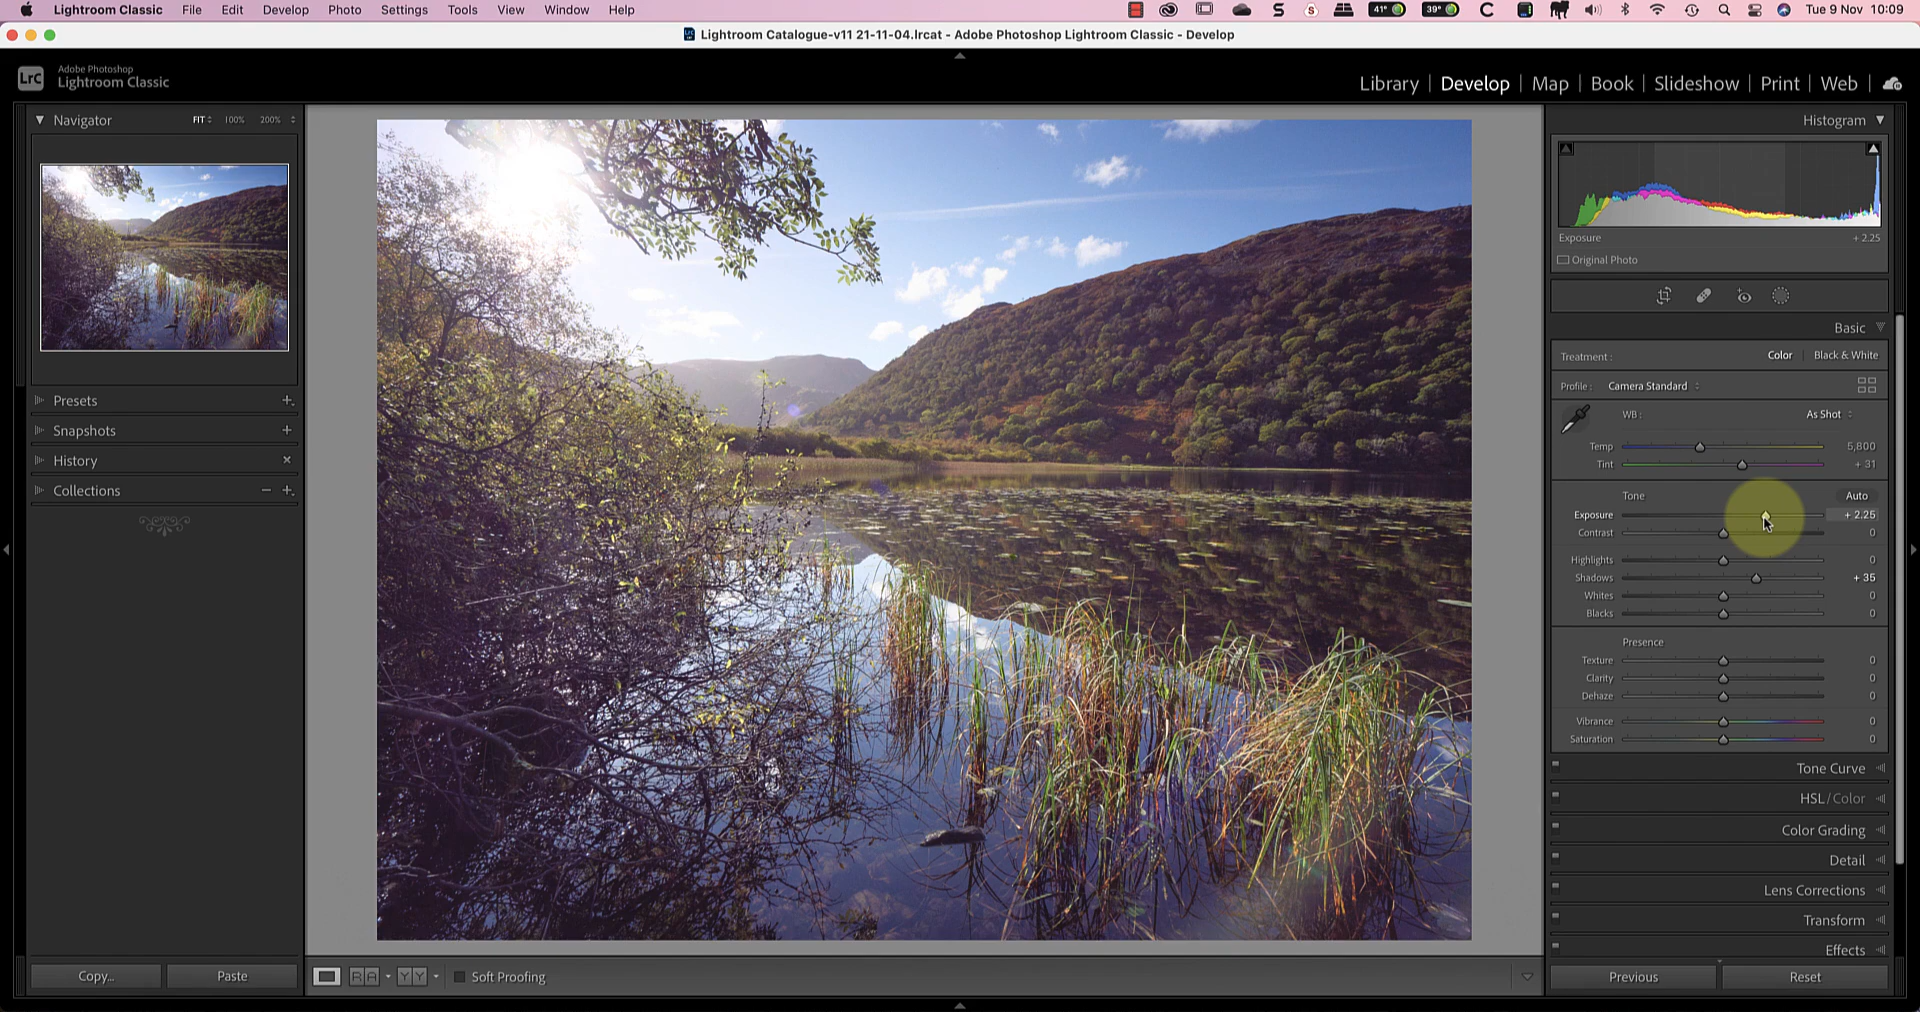 Lightroom Classic File Edit Develop Photo Settings Tools View Window Help 41° 39° Tue 9 Nov 10:09
Lightroom Catalogue-v11 21-11-04.lrcat - Adobe Photoshop Lightroom Classic - Develop
LrC Adobe Photoshop
Lightroom Classic
Library | Develop | Map | Book | Slideshow | Print | Web
Navigator FIT 100% 200%
Presets
Snapshots
History
Collections
Copy... Paste
Soft Proofing
Histogram
Exposure + 2.25
Original Photo
Basic
Treatment : Color Black & White
Profile : Camera Standard
WB : As Shot
Temp 5,800
Tint + 31
Tone Auto
Exposure + 2.25
Contrast 0
Highlights 0
Shadows + 35
Whites 0
Blacks 0
Presence
Texture 0
Clarity 0
Dehaze 0
Vibrance 0
Saturation 0
Tone Curve
HSL / Color
Color Grading
Detail
Lens Corrections
Transform
Effects
Previous Reset